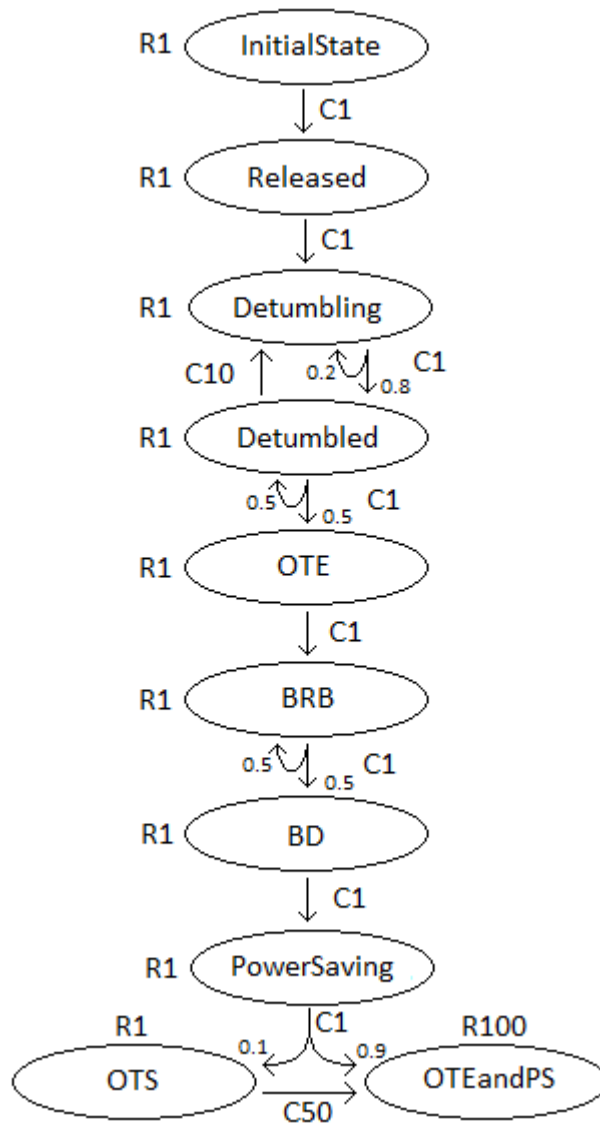 R1 InitialState
C1
R1 Released
C1
R1 Detumbling
C10 0.2 0.8 C1
R1 Detumbled
0.5 0.5 C1
R1 OTE
C1
R1 BRB
0.5 0.5 C1
R1 BD
C1
R1 PowerSaving
R1 C1 R100
0.1 0.9
OTS OTEandPS
C50